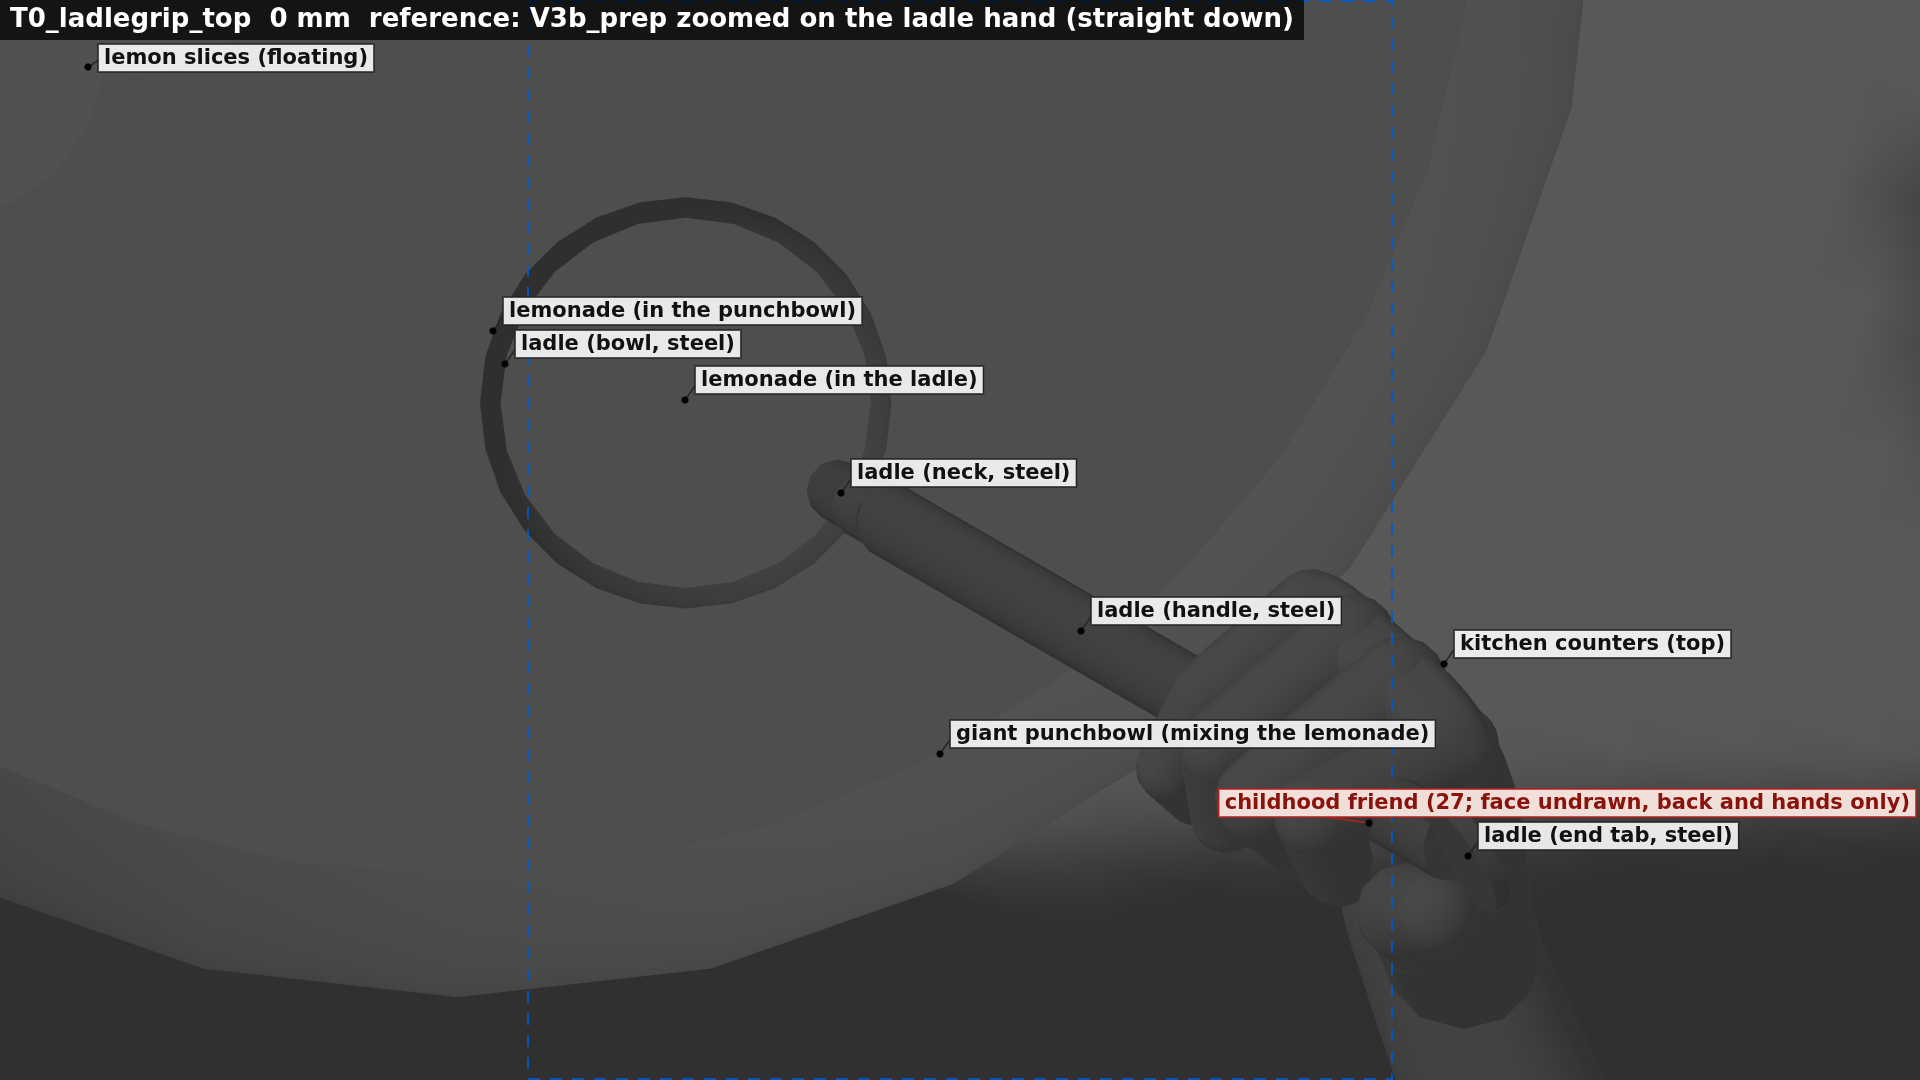 T0_ladlegrip_top  0 mm  reference: V3b_prep zoomed on the ladle hand (straight down)
lemon slices (floating)
lemonade (in the punchbowl)
ladle (bowl, steel)
lemonade (in the ladle)
ladle (neck, steel)
ladle (handle, steel)
kitchen counters (top)
giant punchbowl (mixing the lemonade)
childhood friend (27; face undrawn, back and hands only)
ladle (end tab, steel)